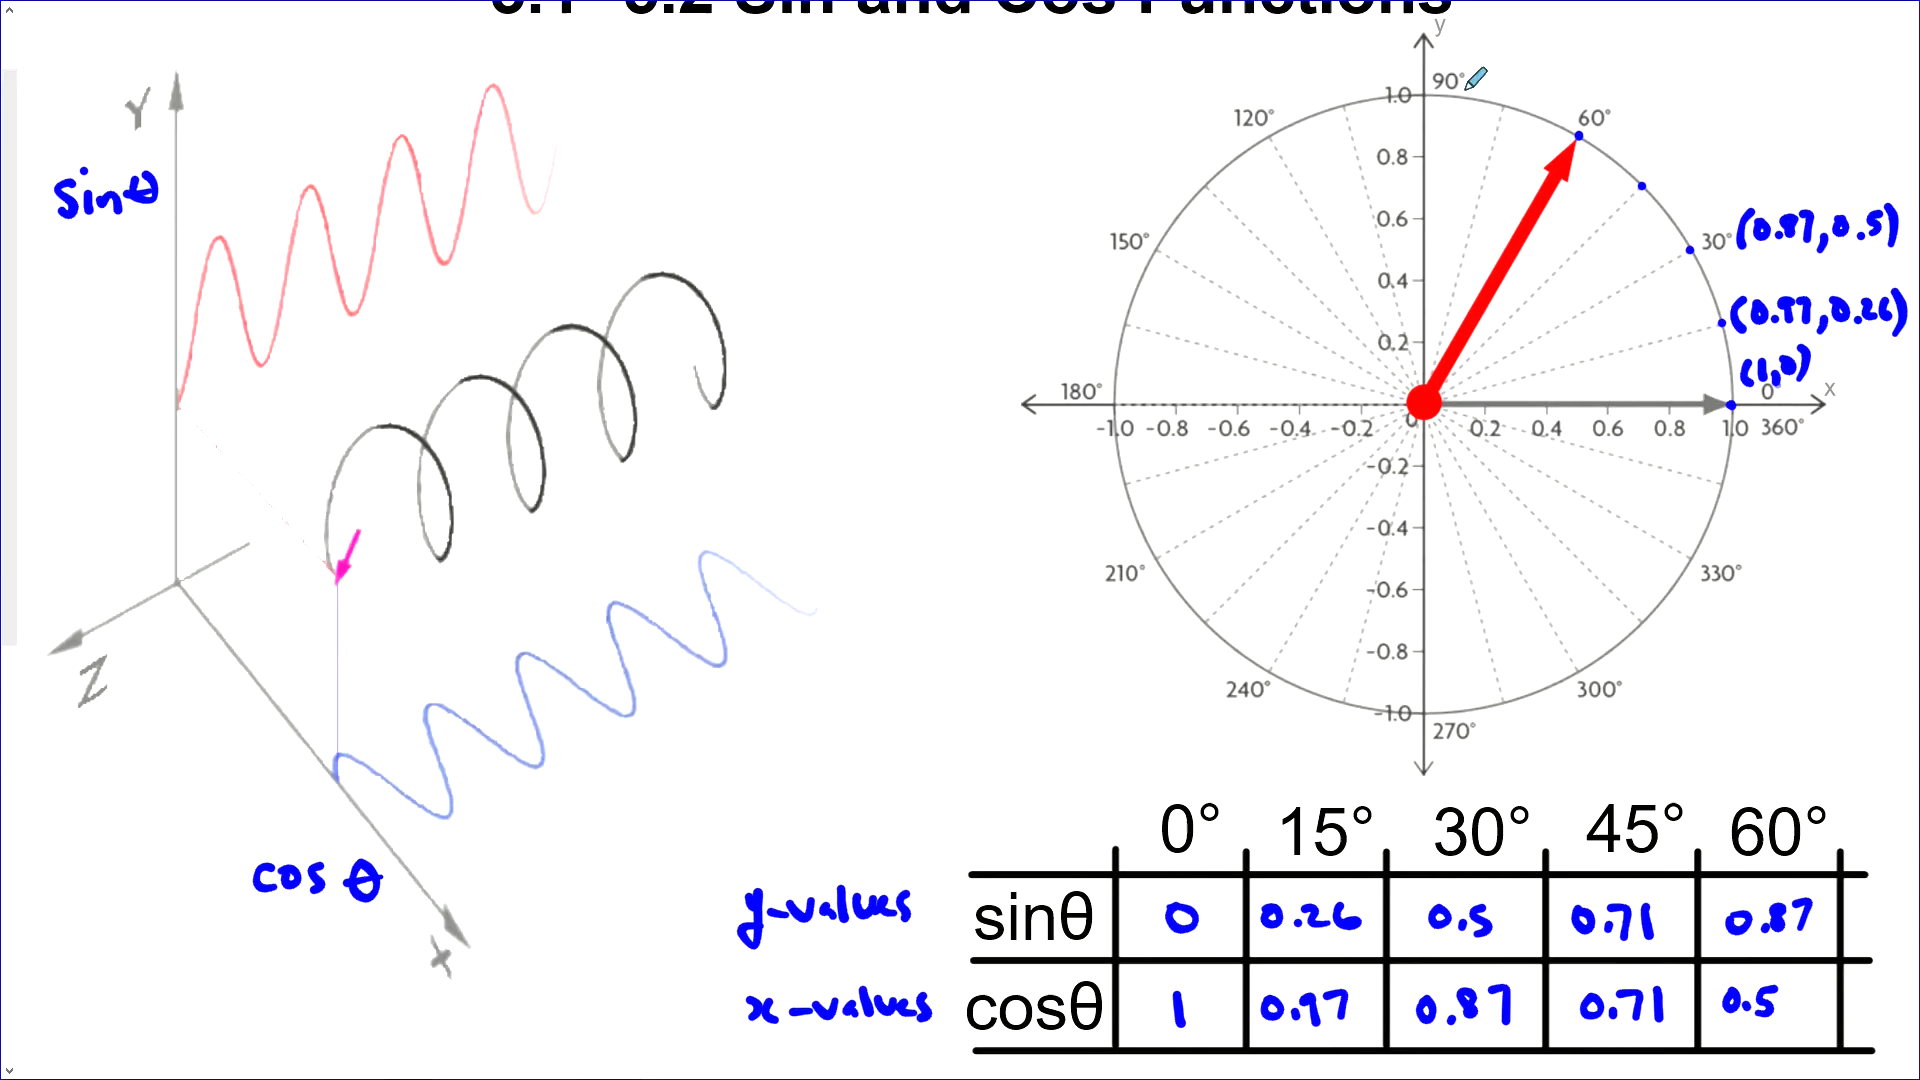 Y
sinθ
Z
cos θ
X
y
90°
1.0
120°
60°
0.8
0.6
(0.87,0.5)
150°
30°
0.4
(0.97,0.26)
0.2
(1,0)
180°
0°
x
-1.0 -0.8 -0.6 -0.4 -0.2 0 0.2 0.4 0.6 0.8 1.0 360°
-0.2
-0.4
210°
330°
-0.6
-0.8
240°
300°
-1.0
270°
0° 15° 30° 45° 60°
y-values sinθ 0 0.26 0.5 0.71 0.87
x-values cosθ 1 0.97 0.87 0.71 0.5